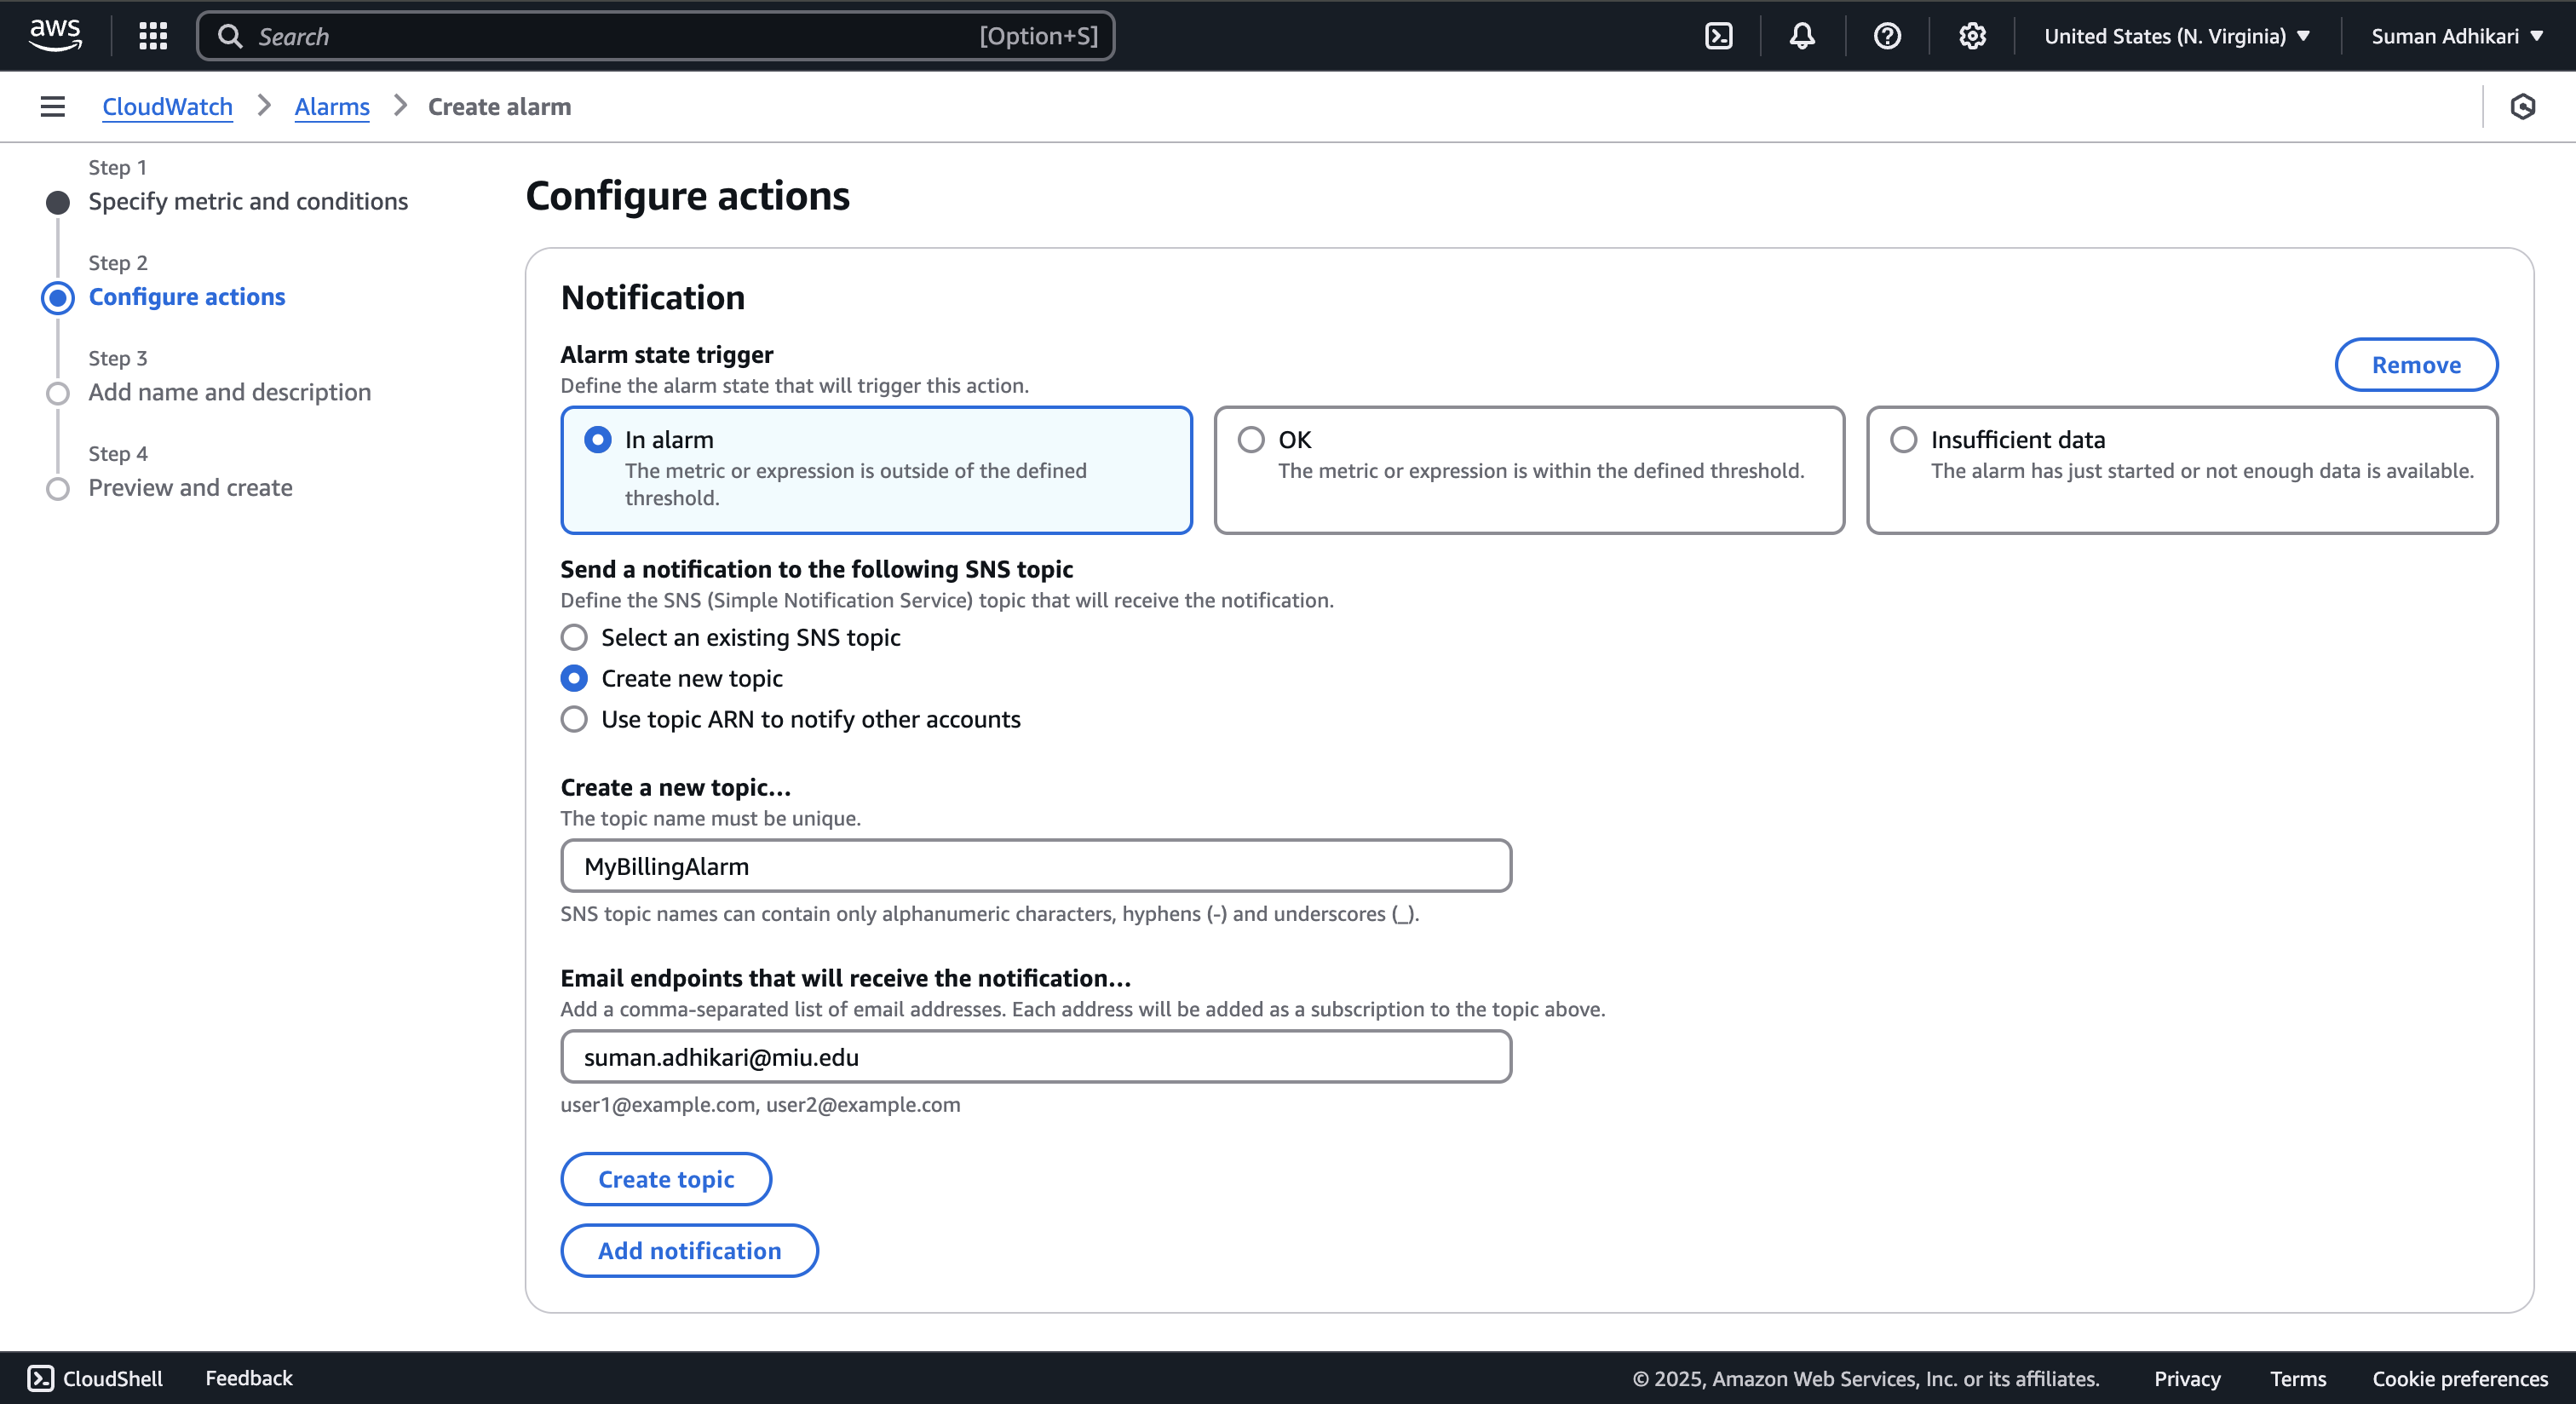 aws
Search
[Option+S]
United States (N. Virginia)
Suman Adhikari
CloudWatch
Alarms
Create alarm
Step 1
Specify metric and conditions
Step 2
Configure actions
Step 3
Add name and description
Step 4
Preview and create
Configure actions
Notification
Alarm state trigger
Define the alarm state that will trigger this action.
Remove
In alarm
The metric or expression is outside of the defined
threshold.
OK
The metric or expression is within the defined threshold.
Insufficient data
The alarm has just started or not enough data is available.
Send a notification to the following SNS topic
Define the SNS (Simple Notification Service) topic that will receive the notification.
Select an existing SNS topic
Create new topic
Use topic ARN to notify other accounts
Create a new topic...
The topic name must be unique.
MyBillingAlarm
SNS topic names can contain only alphanumeric characters, hyphens (-) and underscores (_).
Email endpoints that will receive the notification...
Add a comma-separated list of email addresses. Each address will be added as a subscription to the topic above.
suman.adhikari@miu.edu
user1@example.com, user2@example.com
Create topic
Add notification
CloudShell
Feedback
© 2025, Amazon Web Services, Inc. or its affiliates.
Privacy
Terms
Cookie preferences